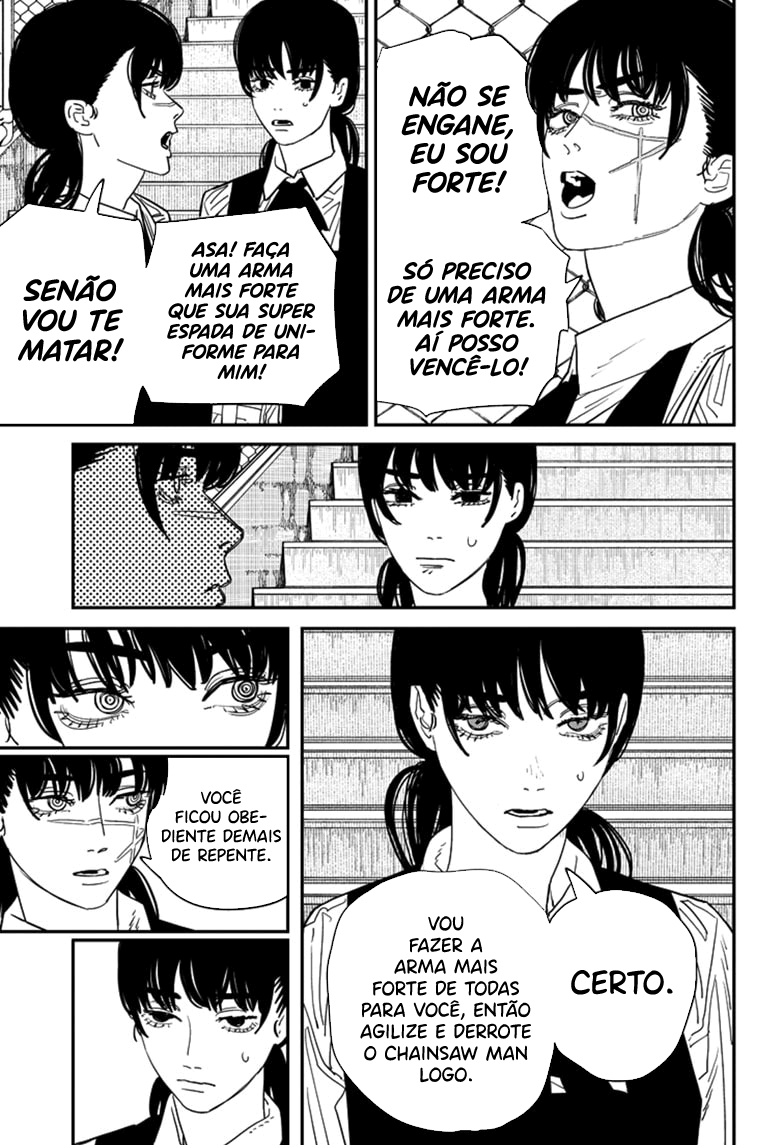 NÃO SE
ENGANE,
EU SOU
FORTE!
SÓ PRECISO
DE UMA ARMA
MAIS FORTE.
AÍ POSSO
VENCÊ-LO!
ASA! FAÇA
UMA ARMA
MAIS FORTE
QUE SUA SUPER
ESPADA DE UNI-
FORME PARA
MIM!
SENÃO
VOU TE
MATAR!
CERTO.
VOU
FAZER A
ARMA MAIS
FORTE DE TODAS
PARA VOCÊ, ENTÃO
AGILIZE E DERROTE
O CHAINSAW MAN
LOGO.
VOCÊ
FICOU OBE-
DIENTE DEMAIS
DE REPENTE.